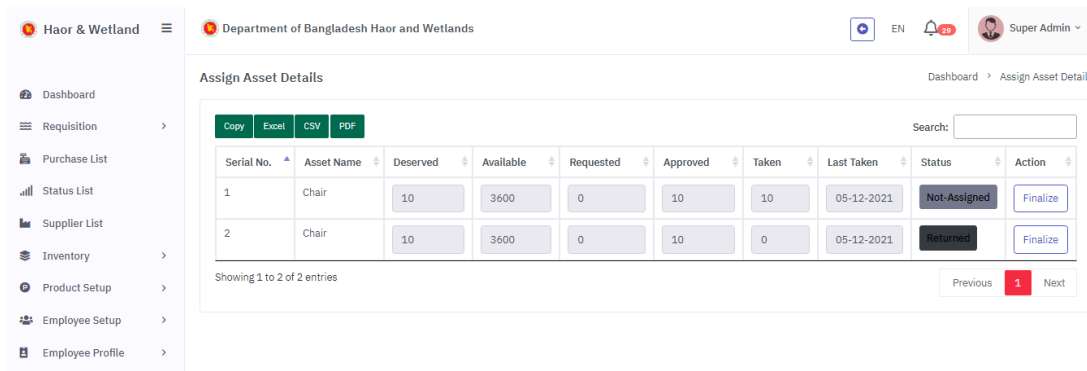 Haor & Wetland
Department of Bangladesh Haor and Wetlands
EN
29
Super Admin
Assign Asset Details
Dashboard > Assign Asset Detail
Dashboard
Requisition
Purchase List
Status List
Supplier List
Inventory
Product Setup
Employee Setup
Employee Profile
Copy Excel CSV PDF
Search:
Serial No. Asset Name Deserved Available Requested Approved Taken Last Taken Status Action
1 Chair 10 3600 0 10 10 05-12-2021 Not-Assigned Finalize
2 Chair 10 3600 0 10 0 05-12-2021 Returned Finalize
Showing 1 to 2 of 2 entries
Previous 1 Next